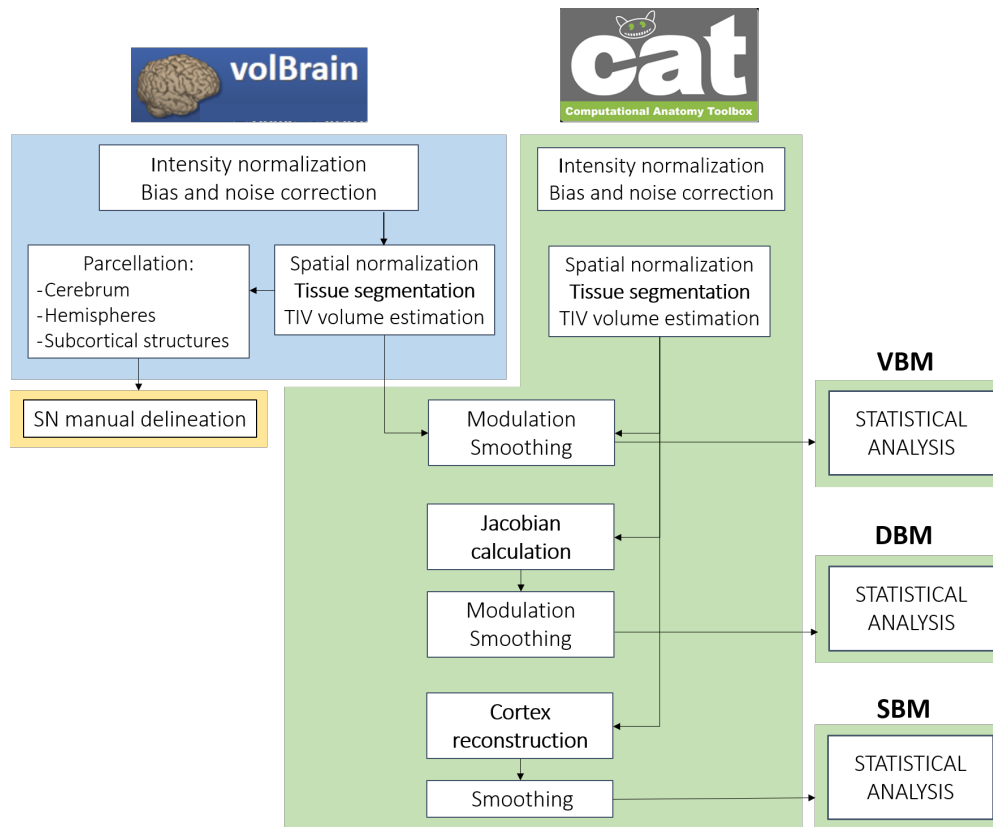 volBrain
cat
Computational Anatomy Toolbox
Intensity normalization
Bias and noise correction
Intensity normalization
Bias and noise correction
Parcellation:
-Cerebrum
-Hemispheres
-Subcortical structures
Spatial normalization
Tissue segmentation
TIV volume estimation
Spatial normalization
Tissue segmentation
TIV volume estimation
SN manual delineation
Modulation
Smoothing
VBM
STATISTICAL
ANALYSIS
Jacobian
calculation
Modulation
Smoothing
DBM
STATISTICAL
ANALYSIS
Cortex
reconstruction
Smoothing
SBM
STATISTICAL
ANALYSIS